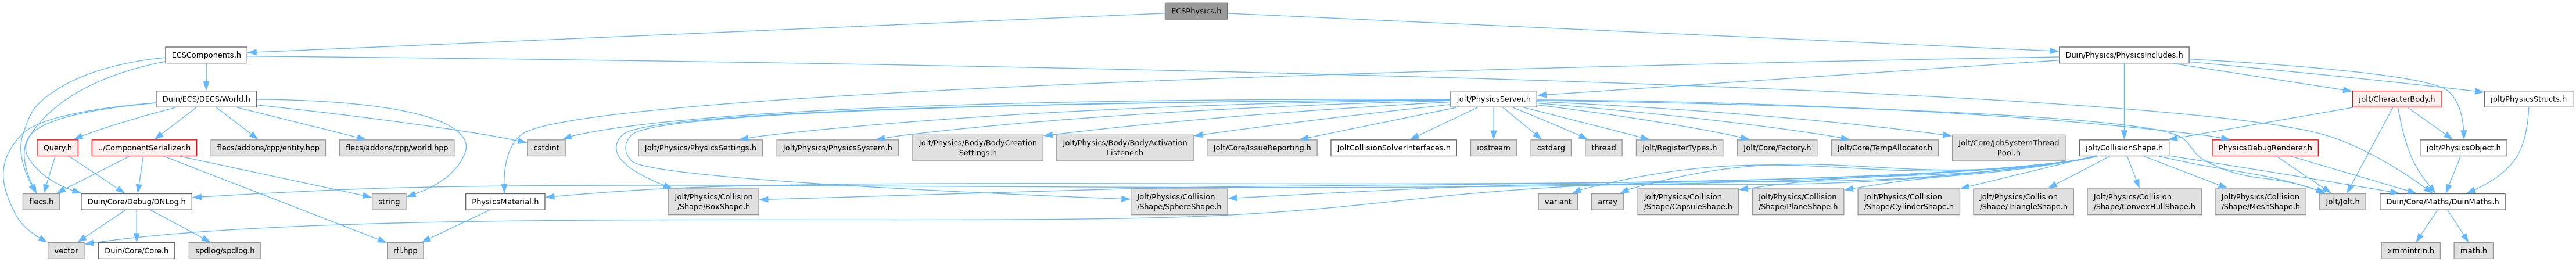 ECSPhysics.h
ECSComponents.h
Duin/Physics/PhysicsIncludes.h
Duin/ECS/DECS/World.h
jolt/PhysicsServer.h
jolt/CharacterBody.h
jolt/PhysicsStructs.h
Query.h
../ComponentSerializer.h
flecs/addons/cpp/entity.hpp
flecs/addons/cpp/world.hpp
cstdint
Jolt/Physics/PhysicsSettings.h
Jolt/Physics/PhysicsSystem.h
Jolt/Physics/Body/BodyCreation
Settings.h
Jolt/Physics/Body/BodyActivation
Listener.h
Jolt/Core/IssueReporting.h
JoltCollisionSolverInterfaces.h
iostream
cstdarg
thread
Jolt/RegisterTypes.h
Jolt/Core/Factory.h
Jolt/Core/TempAllocator.h
Jolt/Core/JobSystemThread
Pool.h
jolt/CollisionShape.h
PhysicsDebugRenderer.h
jolt/PhysicsObject.h
flecs.h
Duin/Core/Debug/DNLog.h
string
PhysicsMaterial.h
Jolt/Physics/Collision
/Shape/BoxShape.h
Jolt/Physics/Collision
/Shape/SphereShape.h
variant
array
Jolt/Physics/Collision
/Shape/CapsuleShape.h
Jolt/Physics/Collision
/Shape/PlaneShape.h
Jolt/Physics/Collision
/Shape/CylinderShape.h
Jolt/Physics/Collision
/Shape/TriangleShape.h
Jolt/Physics/Collision
/Shape/ConvexHullShape.h
Jolt/Physics/Collision
/Shape/MeshShape.h
Jolt/Jolt.h
Duin/Core/Maths/DuinMaths.h
vector
Duin/Core/Core.h
spdlog/spdlog.h
rfl.hpp
xmmintrin.h
math.h